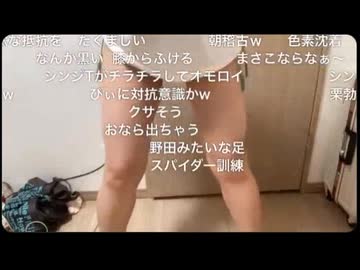 な抵抗を　たくましい　朝稽古w　色素沈着
なんか黒い　膝からふける　まさこならなぁ〜
シンジTがチラチラしてオモロイ　シン
w　ぴぃに対抗意識かw　栗勃
クサそう
おなら出ちゃう
野田みたいな足
スパイダー訓練